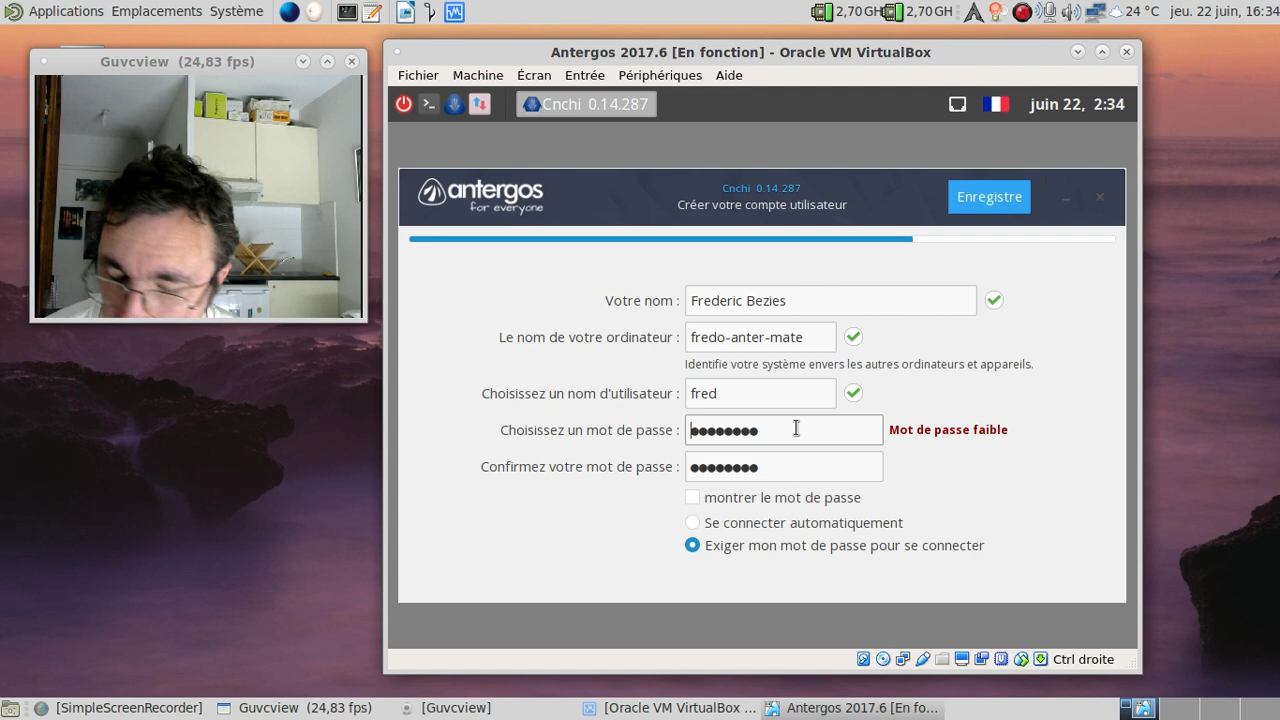 Applications Emplacements Système
2,70 GH 2,70 GH 24 °C jeu. 22 juin, 16:34
Guvcview (24,83 fps)
Antergos 2017.6 [En fonction] - Oracle VM VirtualBox
Fichier Machine Écran Entrée Périphériques Aide
Cnchi 0.14.287
juin 22, 2:34
antergos
for everyone
Cnchi 0.14.287
Créer votre compte utilisateur
Enregistre
Votre nom : Frederic Bezies
Le nom de votre ordinateur : fredo-anter-mate
Identifie votre système envers les autres ordinateurs et appareils.
Choisissez un nom d'utilisateur : fred
Choisissez un mot de passe : ●●●●●●●● Mot de passe faible
Confirmez votre mot de passe : ●●●●●●●●
montrer le mot de passe
Se connecter automatiquement
Exiger mon mot de passe pour se connecter
Ctrl droite
[SimpleScreenRecorder] Guvcview (24,83 fps) [Guvcview] [Oracle VM VirtualBox ... Antergos 2017.6 [En fo...